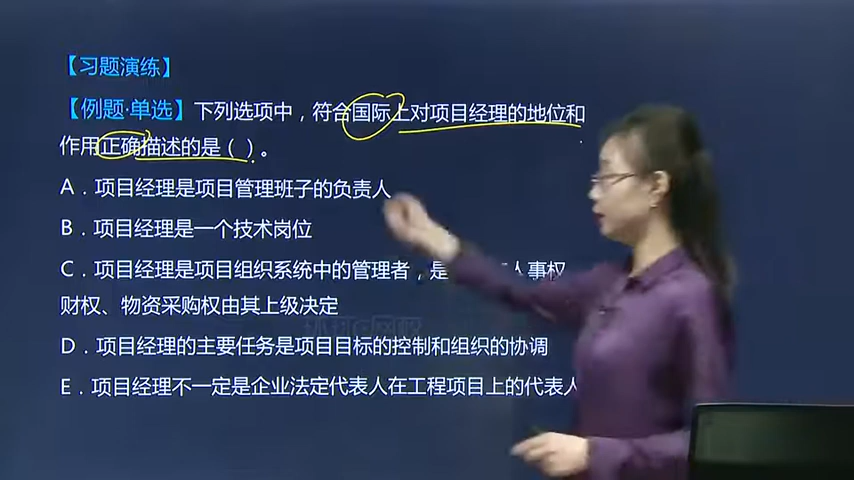 【习题演练】
【例题·单选】下列选项中，符合国际上对项目经理的地位和
作用正确描述的是（ ）。
A．项目经理是项目管理班子的负责人
B．项目经理是一个技术岗位
C．项目经理是项目组织系统中的管理者，是 人事权
财权、物资采购权由其上级决定
D．项目经理的主要任务是项目目标的控制和组织的协调
E．项目经理不一定是企业法定代表人在工程项目上的代表人